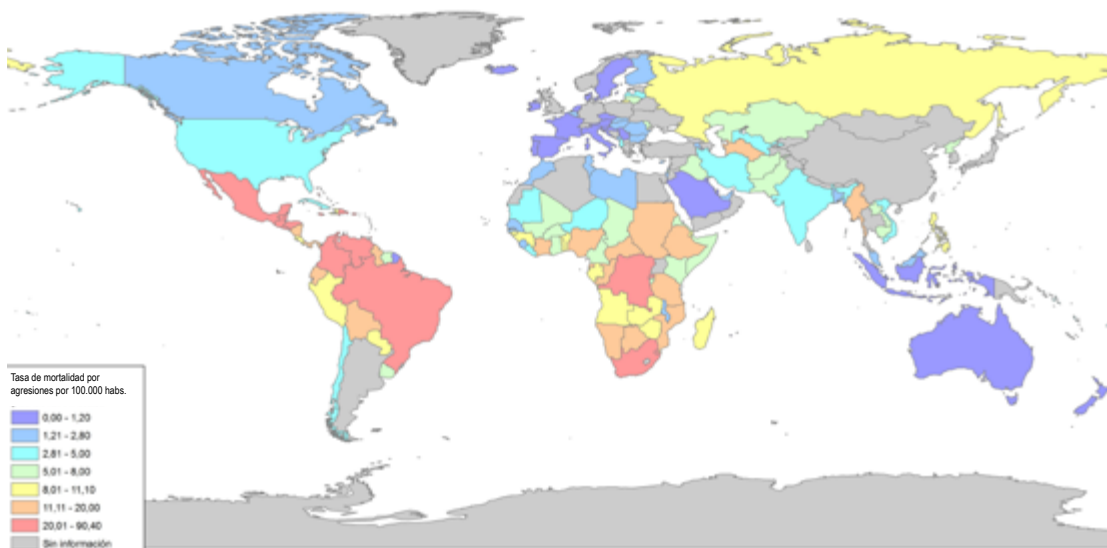 Tasa de mortalidad por
agresiones por 100.000 habs.
0,00 - 1,20
1,21 - 2,80
2,81 - 5,00
5,01 - 8,00
8,01 - 11,10
11,11 - 20,00
20,01 - 90,40
Sin información